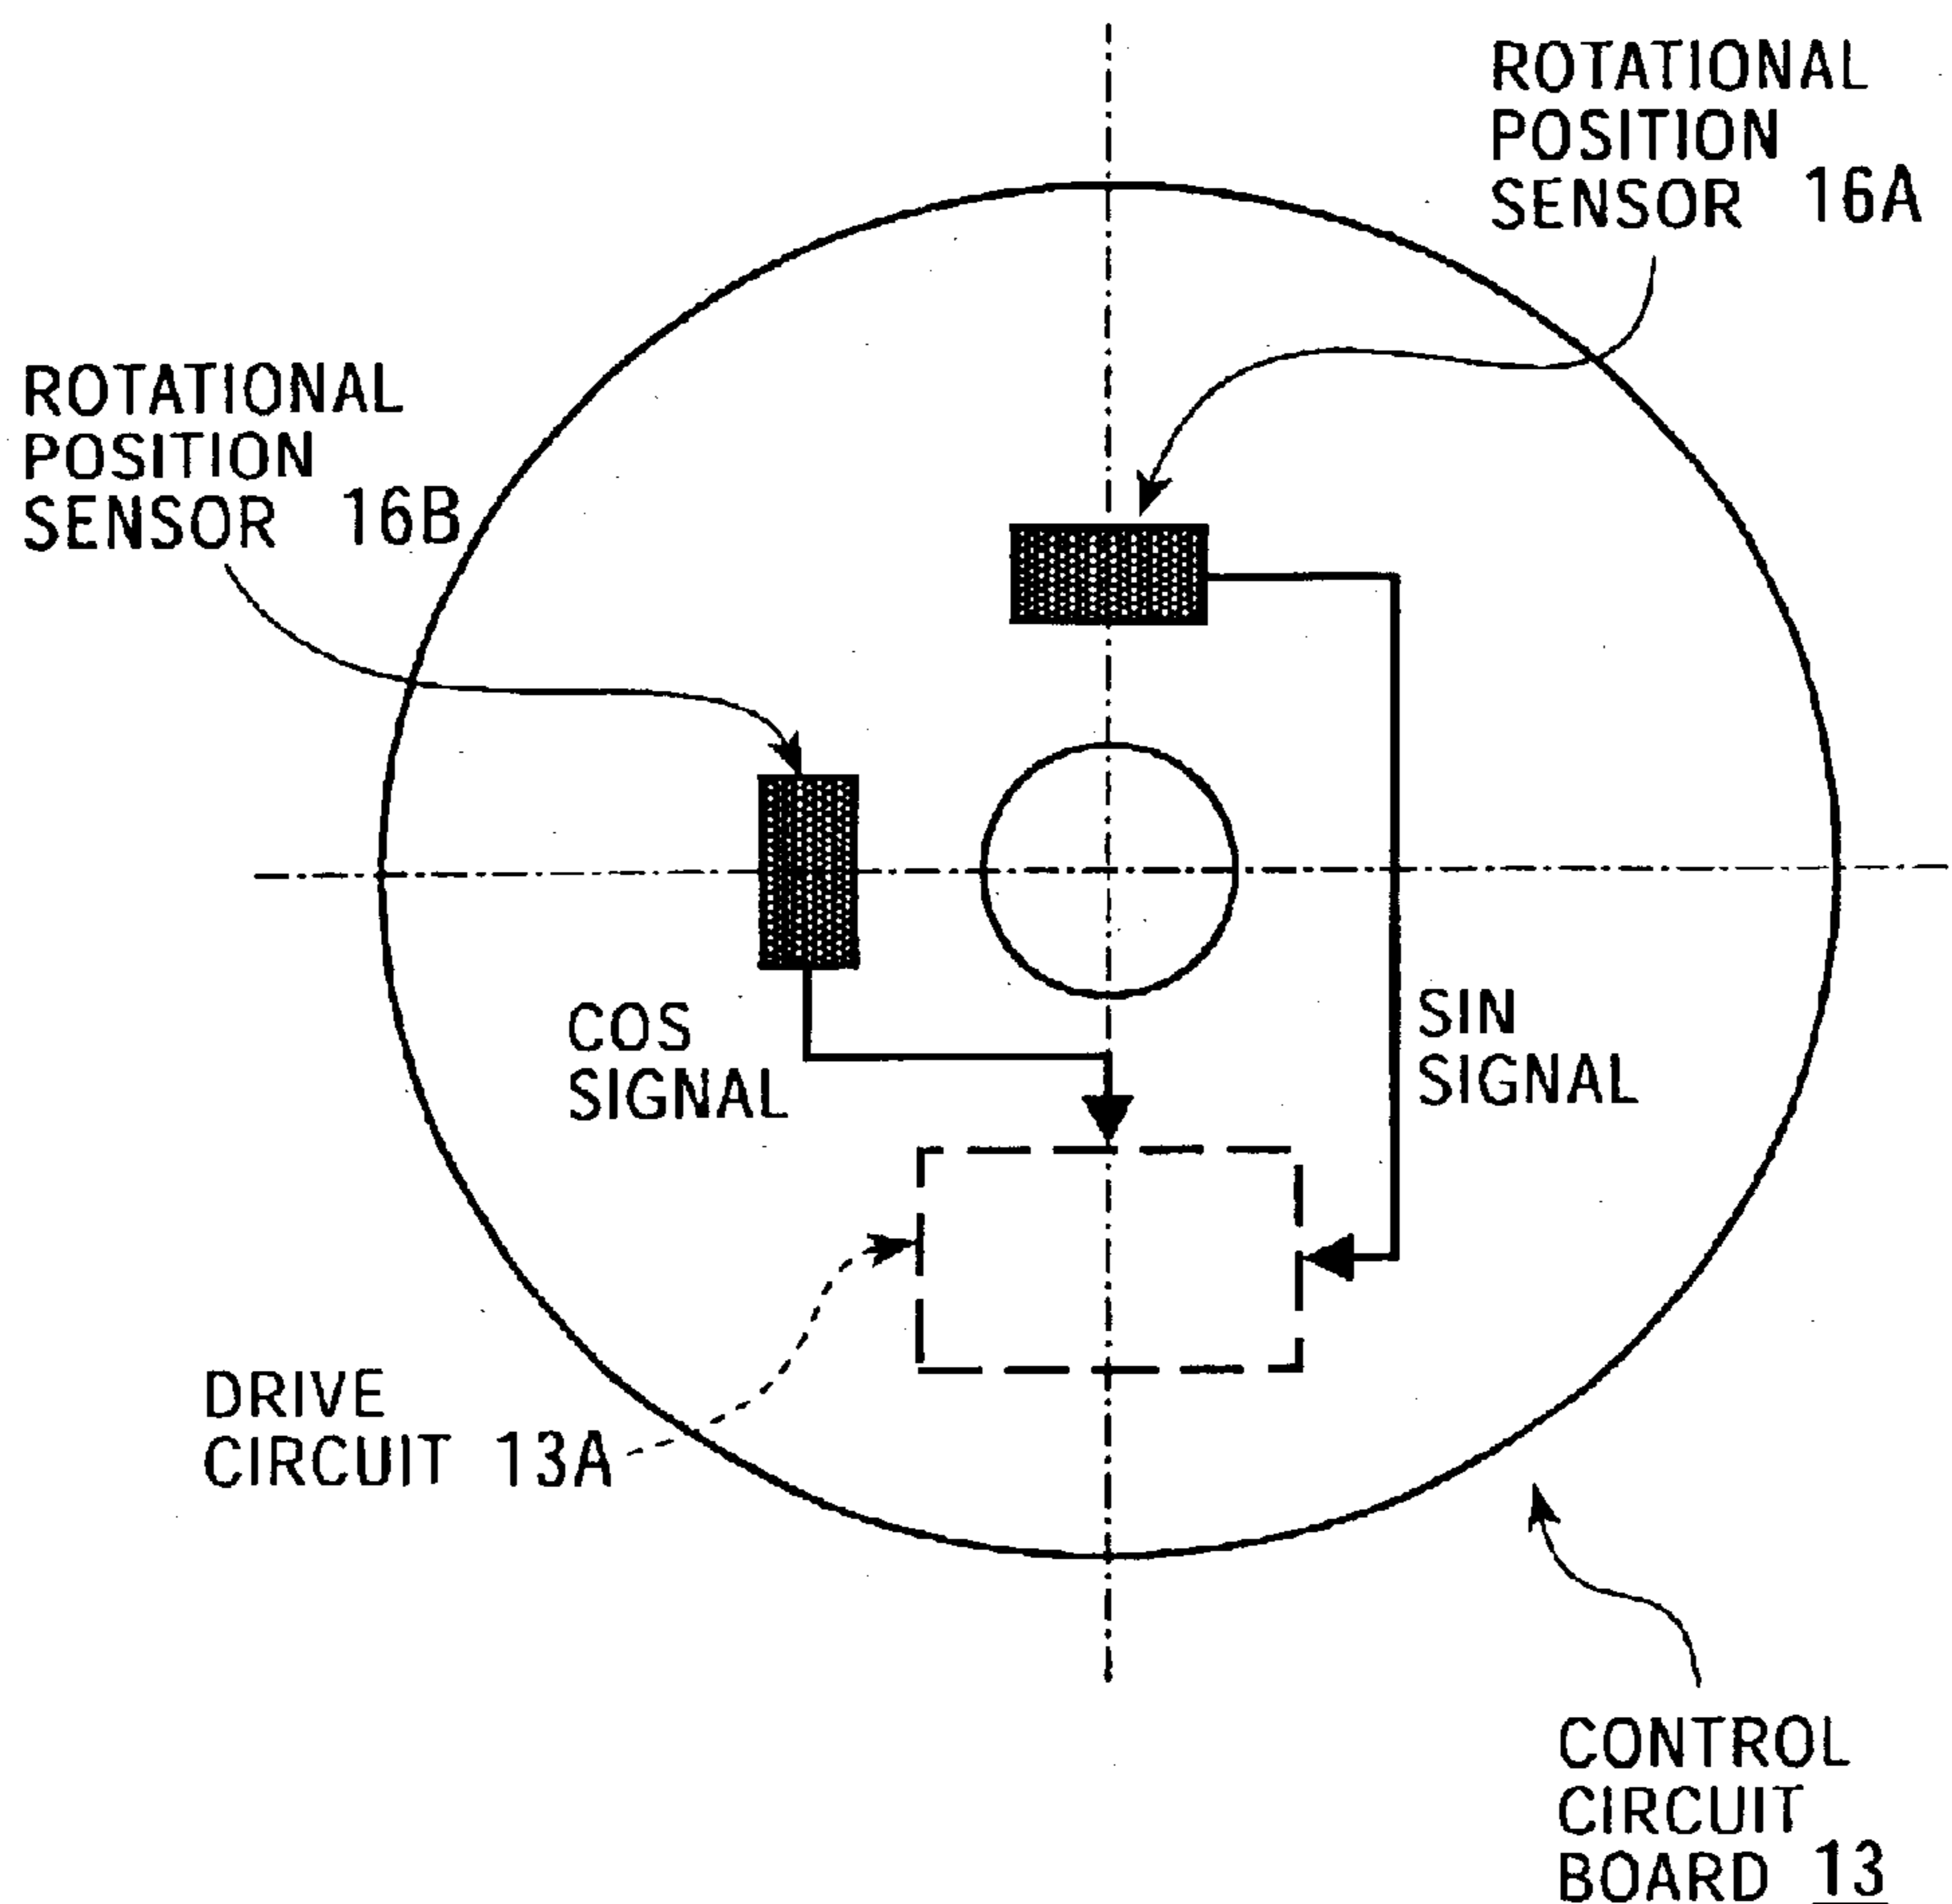 ROTATIONAL
POSITION
SENSOR 16A
ROTATIONAL
POSITION
SENSOR 16B
COS
SIGNAL
SIN
SIGNAL
DRIVE
CIRCUIT 13A
CONTROL
CIRCUIT
BOARD 13